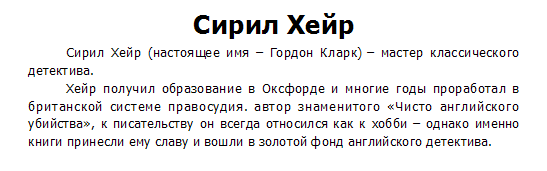 Сирил Хейр
Сирил Хейр (настоящее имя – Гордон Кларк) – мастер классического
детектива.
Хейр получил образование в Оксфорде и многие годы проработал в
британской системе правосудия. автор знаменитого «Чисто английского
убийства», к писательству он всегда относился как к хобби – однако именно
книги принесли ему славу и вошли в золотой фонд английского детектива.